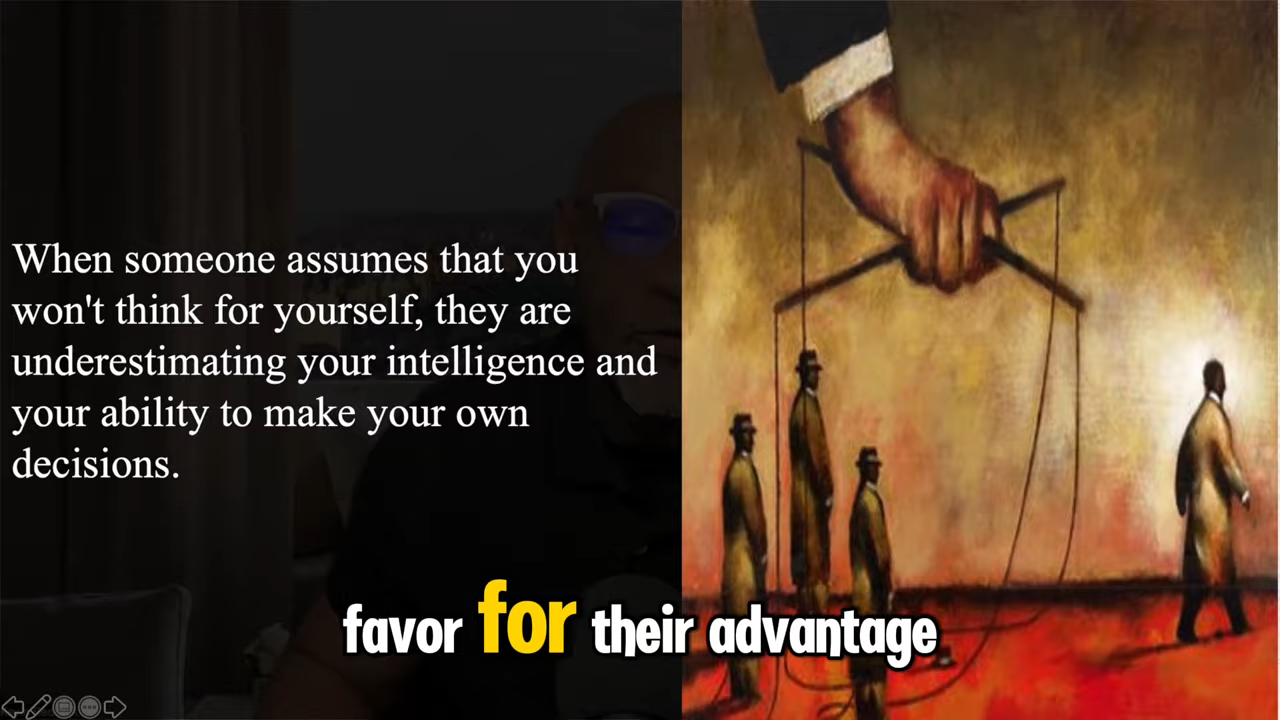 When someone assumes that you
won't think for yourself, they are
underestimating your intelligence and
your ability to make your own
decisions.
favor for their advantage